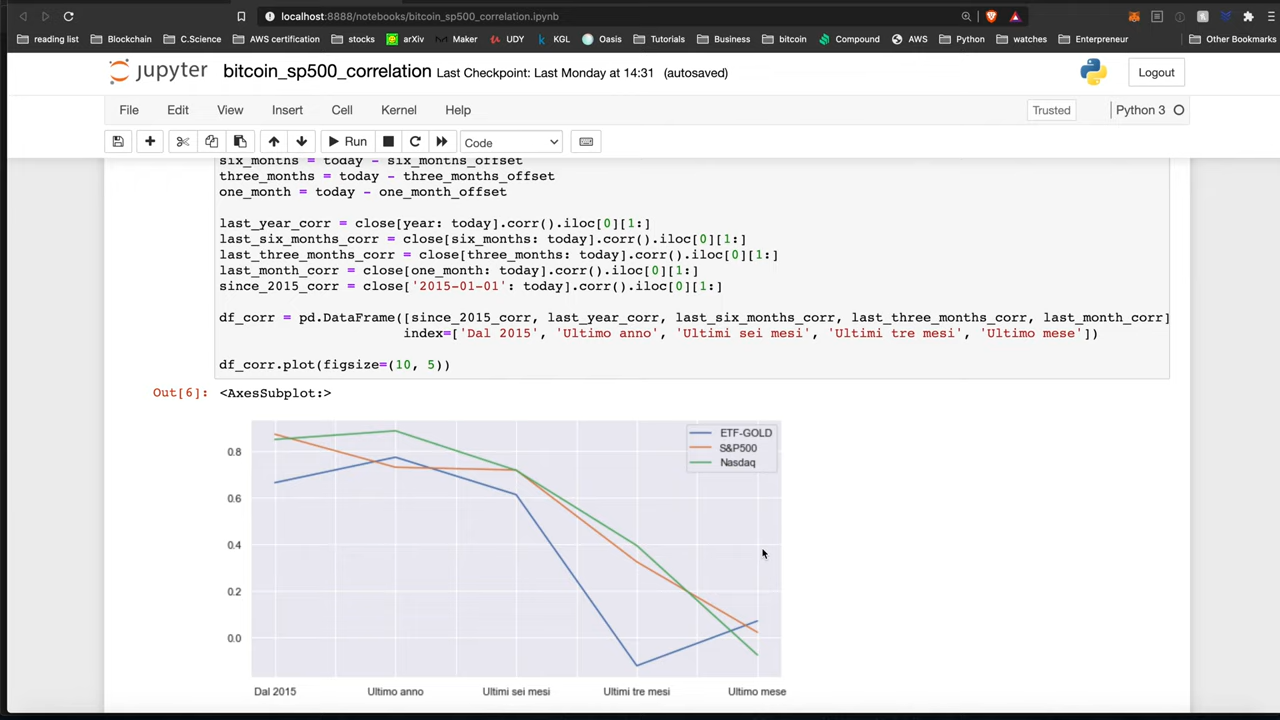 localhost:8888/notebooks/bitcoin_sp500_correlation.ipynb
reading list Blockchain C.Science AWS certification stocks arXiv Maker UDY KGL Oasis Tutorials Business bitcoin Compound AWS Python watches Enterpreneur Other Bookmarks
jupyter bitcoin_sp500_correlation Last Checkpoint: Last Monday at 14:31 (autosaved) Logout
File Edit View Insert Cell Kernel Help Trusted Python 3
Run Code
six_months = today - six_months_offset
three_months = today - three_months_offset
one_month = today - one_month_offset
last_year_corr = close[year: today].corr().iloc[0][1:]
last_six_months_corr = close[six_months: today].corr().iloc[0][1:]
last_three_months_corr = close[three_months: today].corr().iloc[0][1:]
last_month_corr = close[one_month: today].corr().iloc[0][1:]
since_2015_corr = close['2015-01-01': today].corr().iloc[0][1:]
df_corr = pd.DataFrame([since_2015_corr, last_year_corr, last_six_months_corr, last_three_months_corr, last_month_corr]
index=['Dal 2015', 'Ultimo anno', 'Ultimi sei mesi', 'Ultimi tre mesi', 'Ultimo mese'])
df_corr.plot(figsize=(10, 5))
Out[6]: <AxesSubplot:>
ETF-GOLD
S&P500
Nasdaq
0.8
0.6
0.4
0.2
0.0
Dal 2015 Ultimo anno Ultimi sei mesi Ultimi tre mesi Ultimo mese